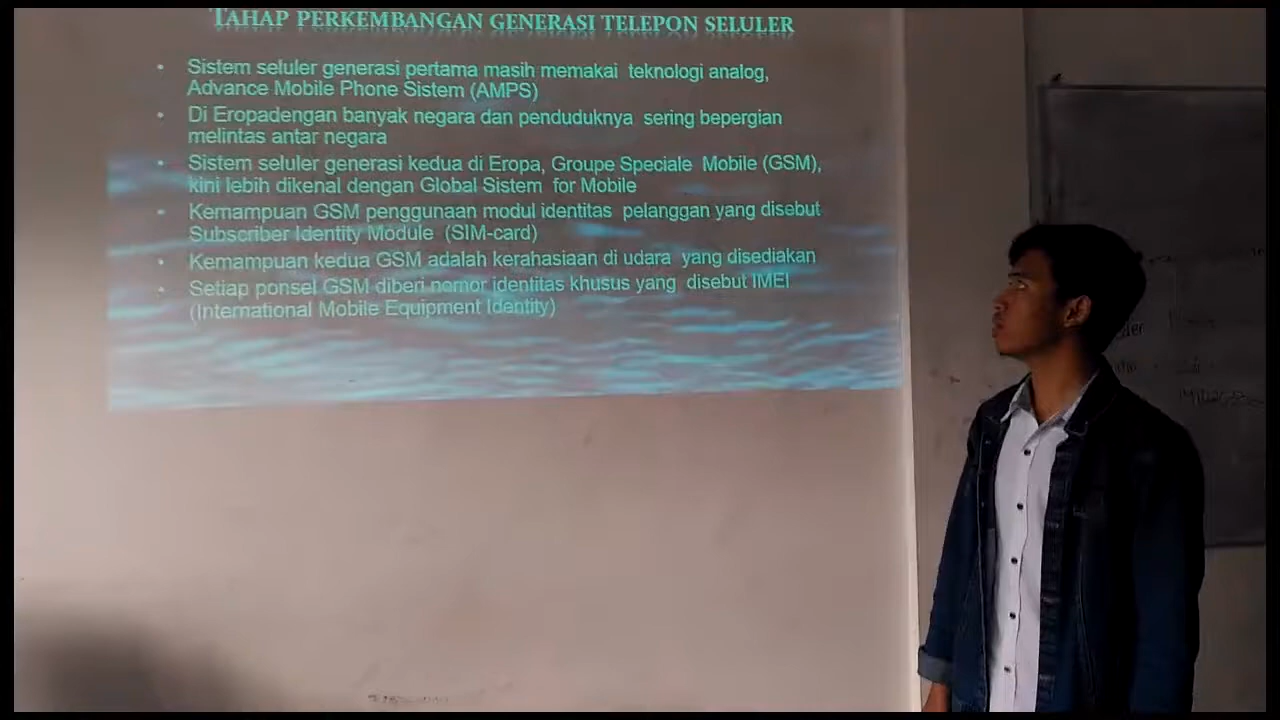 TAHAP PERKEMBANGAN GENERASI TELEPON SELULER
• Sistem seluler generasi pertama masih memakai teknologi analog,
Advance Mobile Phone Sistem (AMPS)
• Di Eropadengan banyak negara dan penduduknya sering bepergian
melintas antar negara
• Sistem seluler generasi kedua di Eropa, Groupe Speciale Mobile (GSM),
kini lebih dikenal dengan Global Sistem for Mobile
• Kemampuan GSM penggunaan modul identitas pelanggan yang disebut
Subscriber Identity Module (SIM-card)
• Kemampuan kedua GSM adalah kerahasiaan di udara yang disediakan
• Setiap ponsel GSM diberi nomor identitas khusus yang disebut IMEI
(International Mobile Equipment Identity)